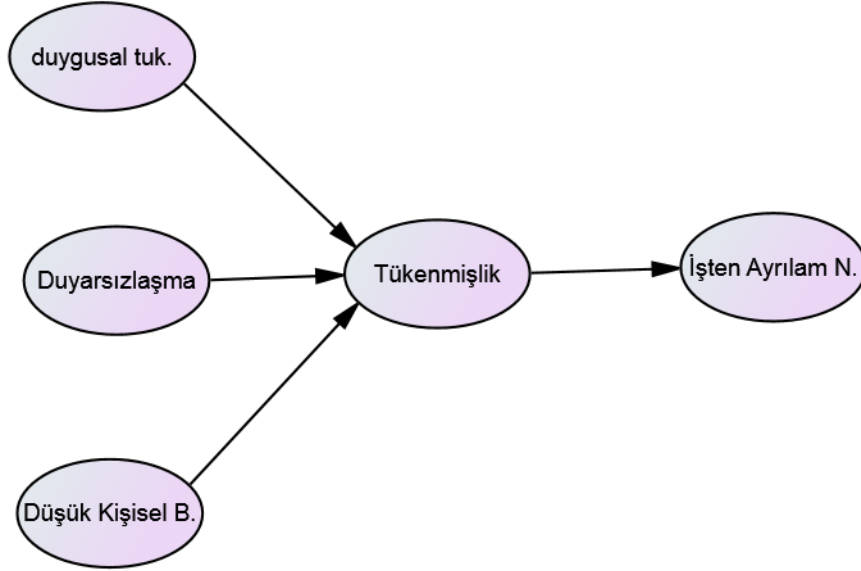 duygusal tuk.
Duyarsızlaşma
Tükenmişlik
İşten Ayrılam N.
Düşük Kişisel B.